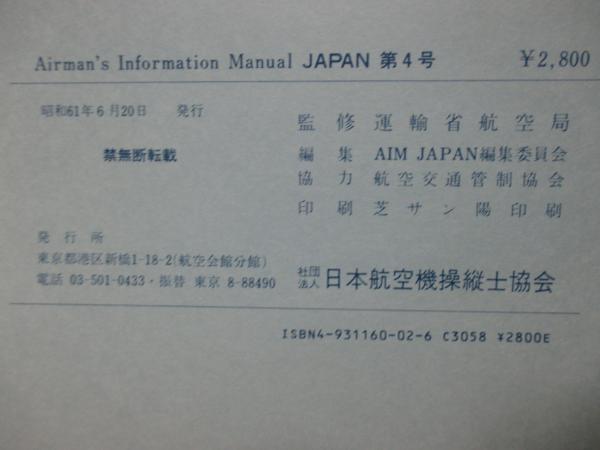 Airman's Information Manual JAPAN 第4号 ¥2,800
昭和61年6月20日 発行
禁無断転載
監修 運輸省航空局
編集 AIM JAPAN編集委員会
協力 航空交通管制協会
印刷 芝サン陽印刷
発行所
東京都港区新橋1-18-2(航空会館分館)
電話 03-501-0433・振替 東京 8-88490
社団法人 日本航空機操縦士協会
ISBN4-931160-02-6 C3058 ¥2800E